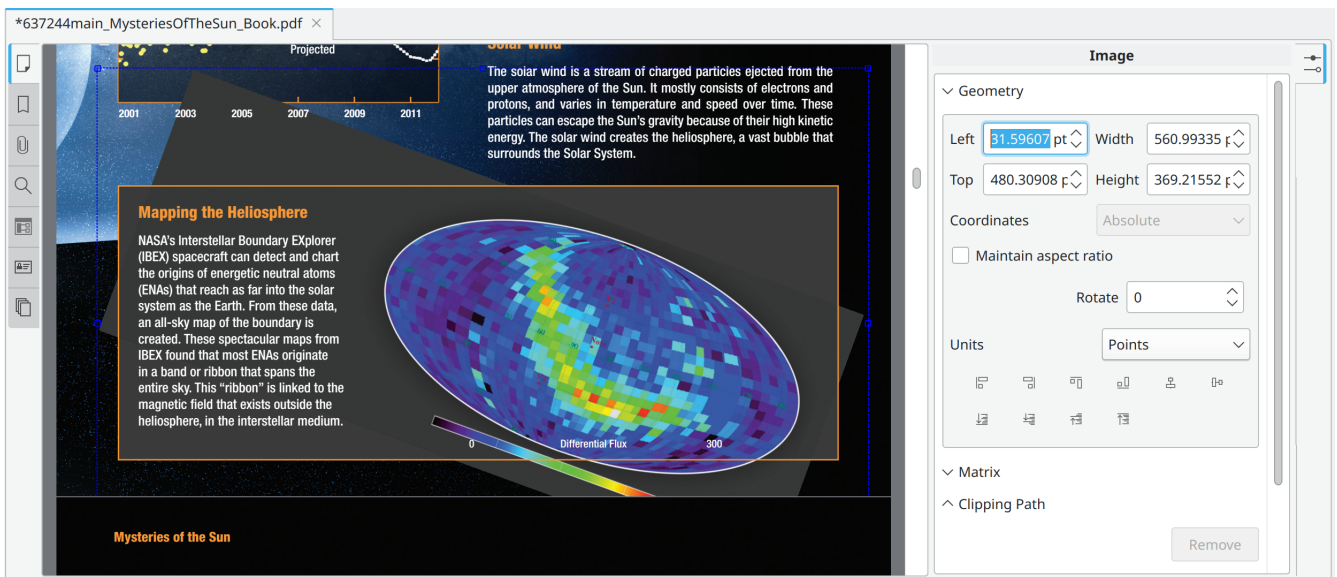 *637244main_MysteriesOfTheSun_Book.pdf
Projected
2001 2003 2005 2007 2009 2011
Solar Wind
The solar wind is a stream of charged particles ejected from the
upper atmosphere of the Sun. It mostly consists of electrons and
protons, and varies in temperature and speed over time. These
particles can escape the Sun's gravity because of their high kinetic
energy. The solar wind creates the heliosphere, a vast bubble that
surrounds the Solar System.
Mapping the Heliosphere
NASA's Interstellar Boundary EXplorer
(IBEX) spacecraft can detect and chart
the origins of energetic neutral atoms
(ENAs) that reach as far into the solar
system as the Earth. From these data,
an all-sky map of the boundary is
created. These spectacular maps from
IBEX found that most ENAs originate
in a band or ribbon that spans the
entire sky. This “ribbon” is linked to the
magnetic field that exists outside the
heliosphere, in the interstellar medium.
0 Differential Flux 300
Mysteries of the Sun
Image
Geometry
Left 31.59607 pt Width 560.99335 p
Top 480.30908 p Height 369.21552 p
Coordinates Absolute
Maintain aspect ratio
Rotate 0
Units Points
Matrix
Clipping Path
Remove